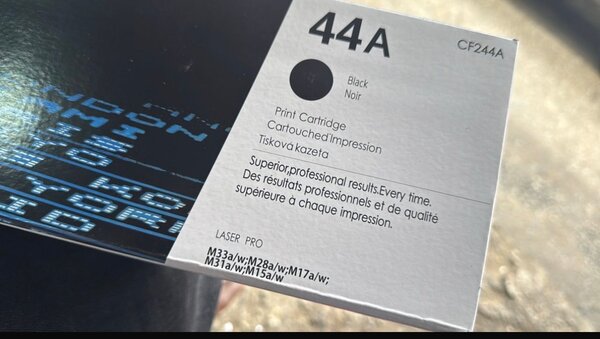 44A
CF244A
Black
Noir
Print Cartridge
Cartouched'Impression
Tisková kazeta
Superior,professional results.Every time.
Des résultats professionnels et de qualité
supérieure à chaque impression.
LASER PRO
M33a/w;M28a/w;M17a/w;
M31a/w;M15a/w